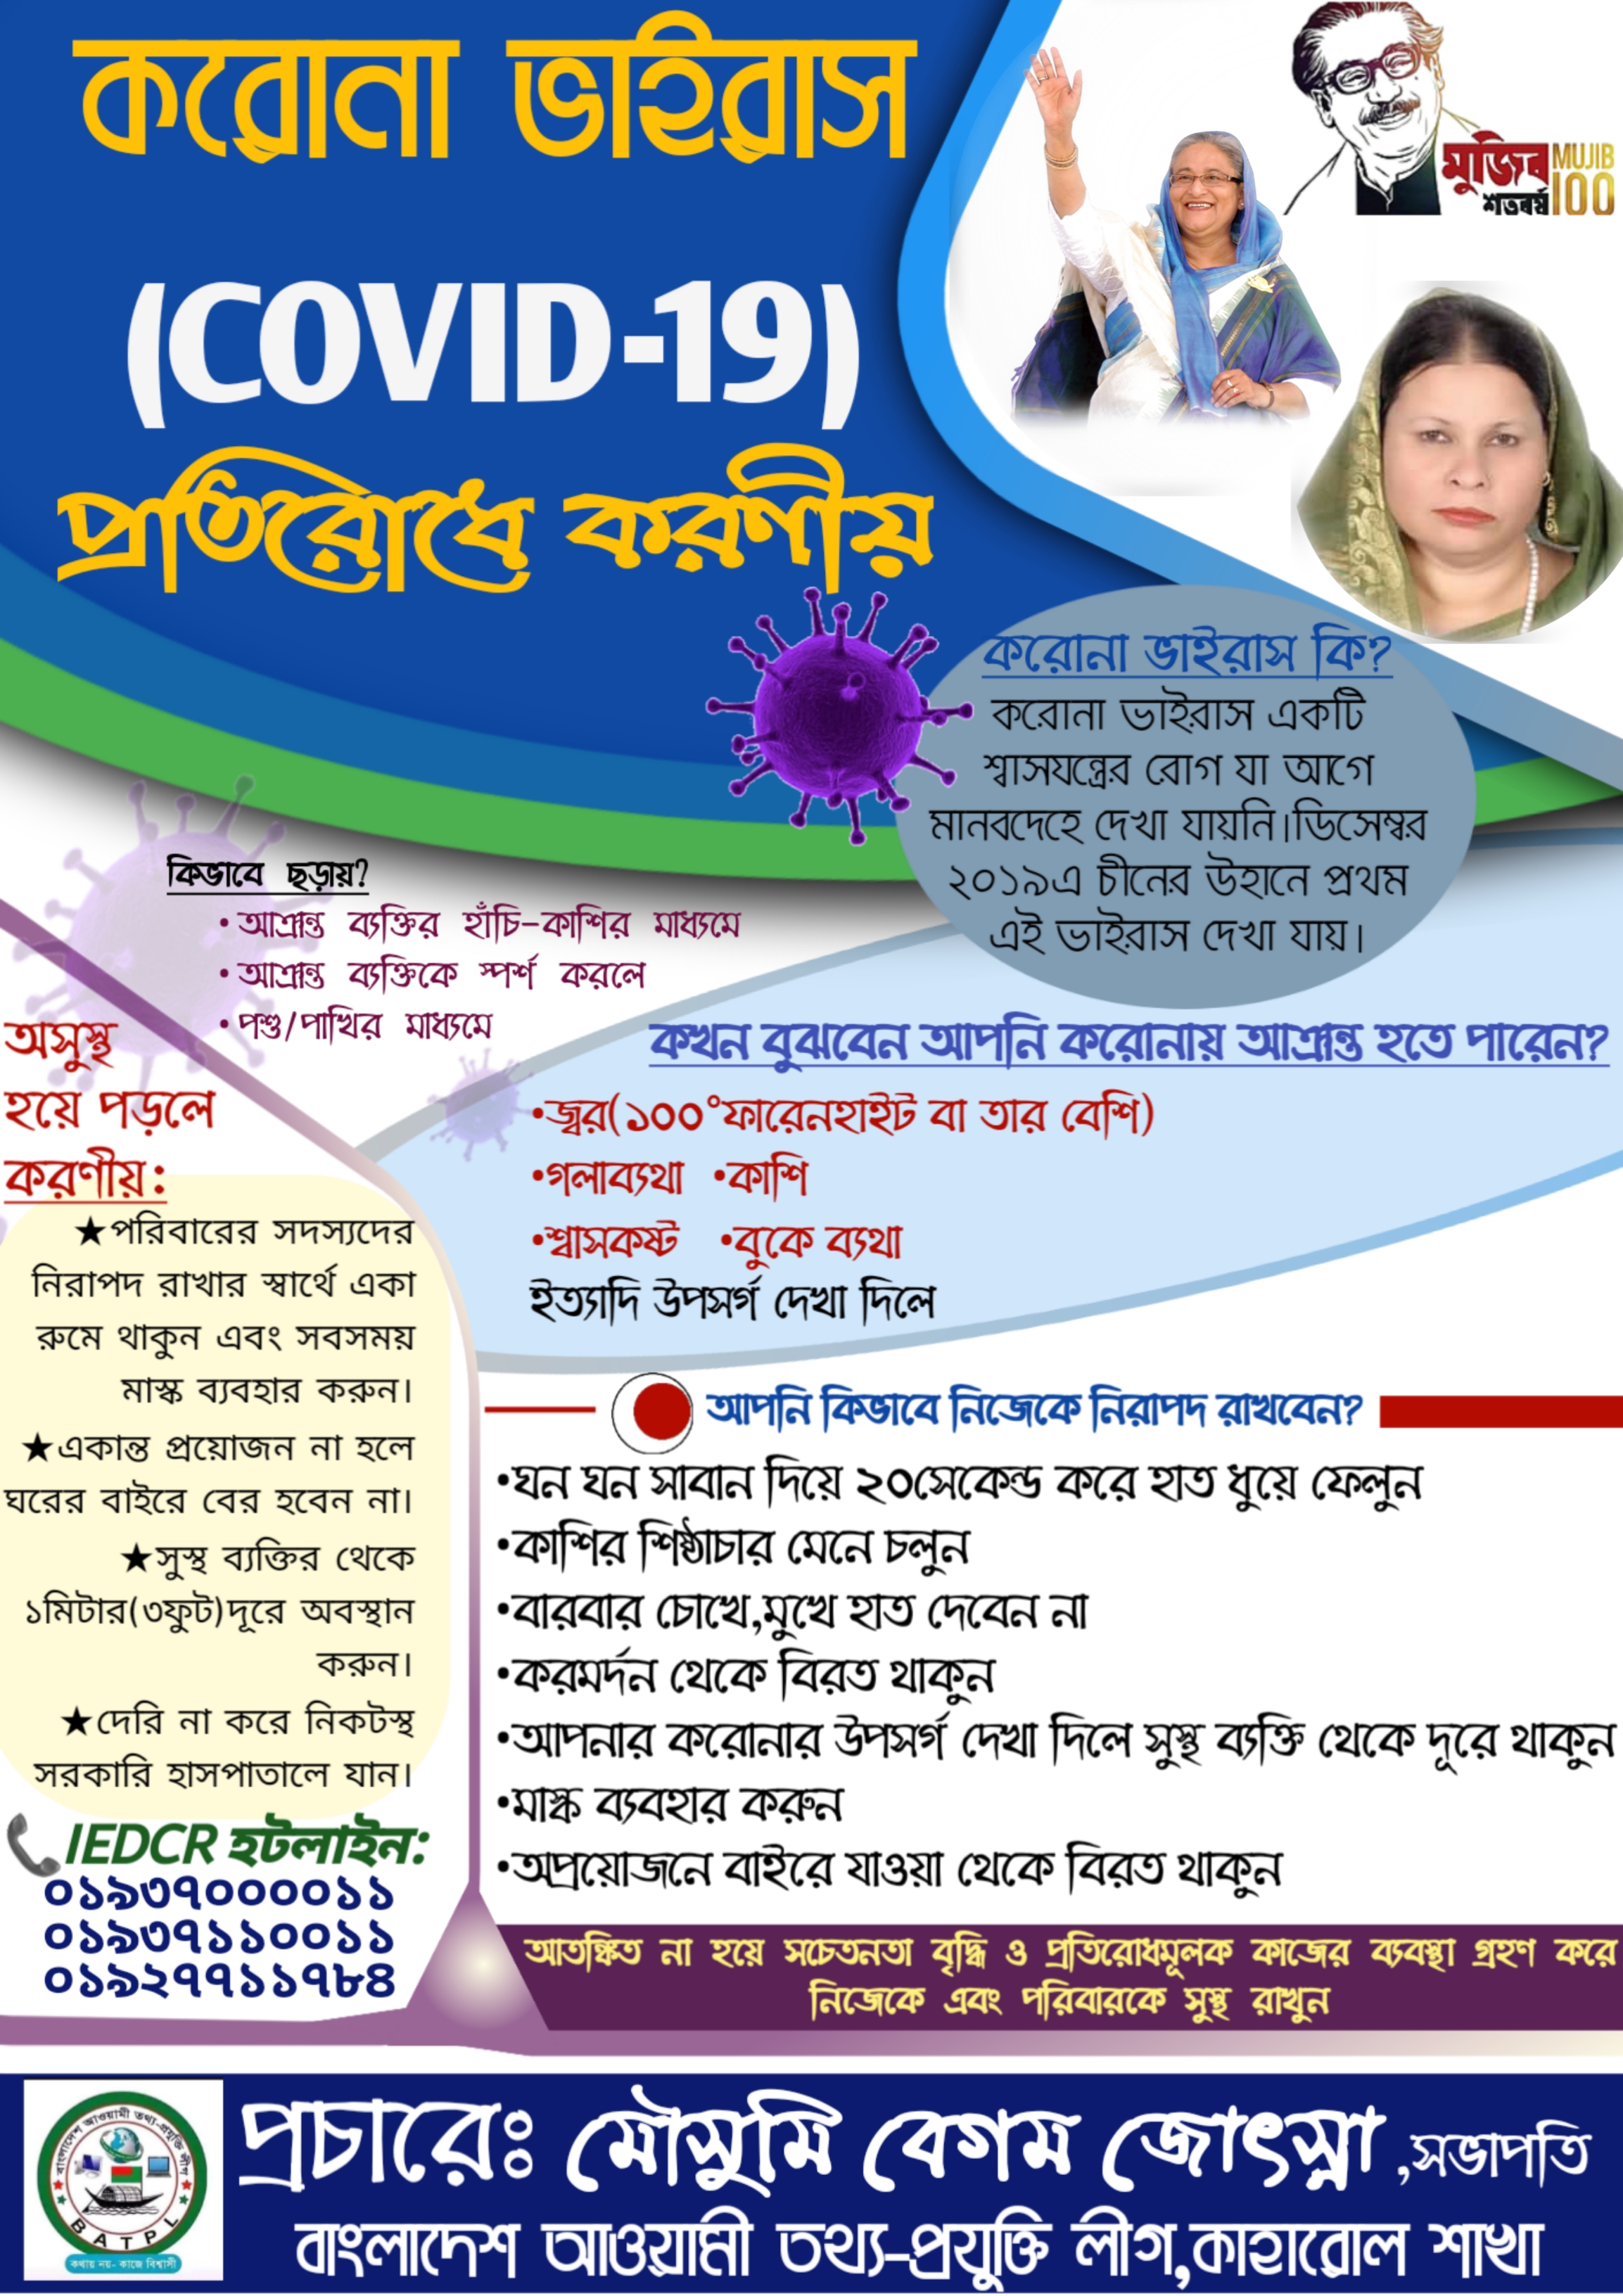 করোনা ভাইরাস
(COVID-19)
প্রতিরোধে করণীয়
মুজিব
শতবর্ষ
MUJIB
100
করোনা ভাইরাস কি?
করোনা ভাইরাস একটি
শ্বাসযন্ত্রের রোগ যা আগে
মানবদেহে দেখা যায়নি।ডিসেম্বর
২০১৯এ চীনের উহানে প্রথম
এই ভাইরাস দেখা যায়।
কিভাবে ছড়ায়?
•আক্রান্ত ব্যক্তির হাঁচি-কাশির মাধ্যমে
•আক্রান্ত ব্যক্তিকে স্পর্শ করলে
•পশু/পাখির মাধ্যমে
কখন বুঝবেন আপনি করোনায় আক্রান্ত হতে পারেন?
•জ্বর(১০০°ফারেনহাইট বা তার বেশি)
•গলাব্যথা •কাশি
•শ্বাসকষ্ট •বুকে ব্যথা
ইত্যাদি উপসর্গ দেখা দিলে
অসুস্থ
হয়ে পড়লে
করণীয়:
★পরিবারের সদস্যদের
নিরাপদ রাখার স্বার্থে একা
রুমে থাকুন এবং সবসময়
মাস্ক ব্যবহার করুন।
★একান্ত প্রয়োজন না হলে
ঘরের বাইরে বের হবেন না।
★সুস্থ ব্যক্তির থেকে
১মিটার(৩ফুট)দূরে অবস্থান
করুন।
★দেরি না করে নিকটস্থ
সরকারি হাসপাতালে যান।
IEDCR হটলাইন:
০১৯৩৭০০০০১১
০১৯৩৭১১০০১১
০১৯২৭৭১১৭৮৪
আপনি কিভাবে নিজেকে নিরাপদ রাখবেন?
•ঘন ঘন সাবান দিয়ে ২০সেকেন্ড করে হাত ধুয়ে ফেলুন
•কাশির শিষ্ঠাচার মেনে চলুন
•বারবার চোখে,মুখে হাত দেবেন না
•করমর্দন থেকে বিরত থাকুন
•আপনার করোনার উপসর্গ দেখা দিলে সুস্থ ব্যক্তি থেকে দূরে থাকুন
•মাস্ক ব্যবহার করুন
•অপ্রয়োজনে বাইরে যাওয়া থেকে বিরত থাকুন
আতঙ্কিত না হয়ে সচেতনতা বৃদ্ধি ও প্রতিরোধমূলক কাজের ব্যবস্থা গ্রহণ করে
নিজেকে এবং পরিবারকে সুস্থ রাখুন
বাংলাদেশ আওয়ামী তথ্য-প্রযুক্তি লীগ
BATPL
কথায় নয়- কাজে বিশ্বাসী
প্রচারেঃ মৌসুমি বেগম জোৎস্না ,সভাপতি
বাংলাদেশ আওয়ামী তথ্য-প্রযুক্তি লীগ,কাহারোল শাখা